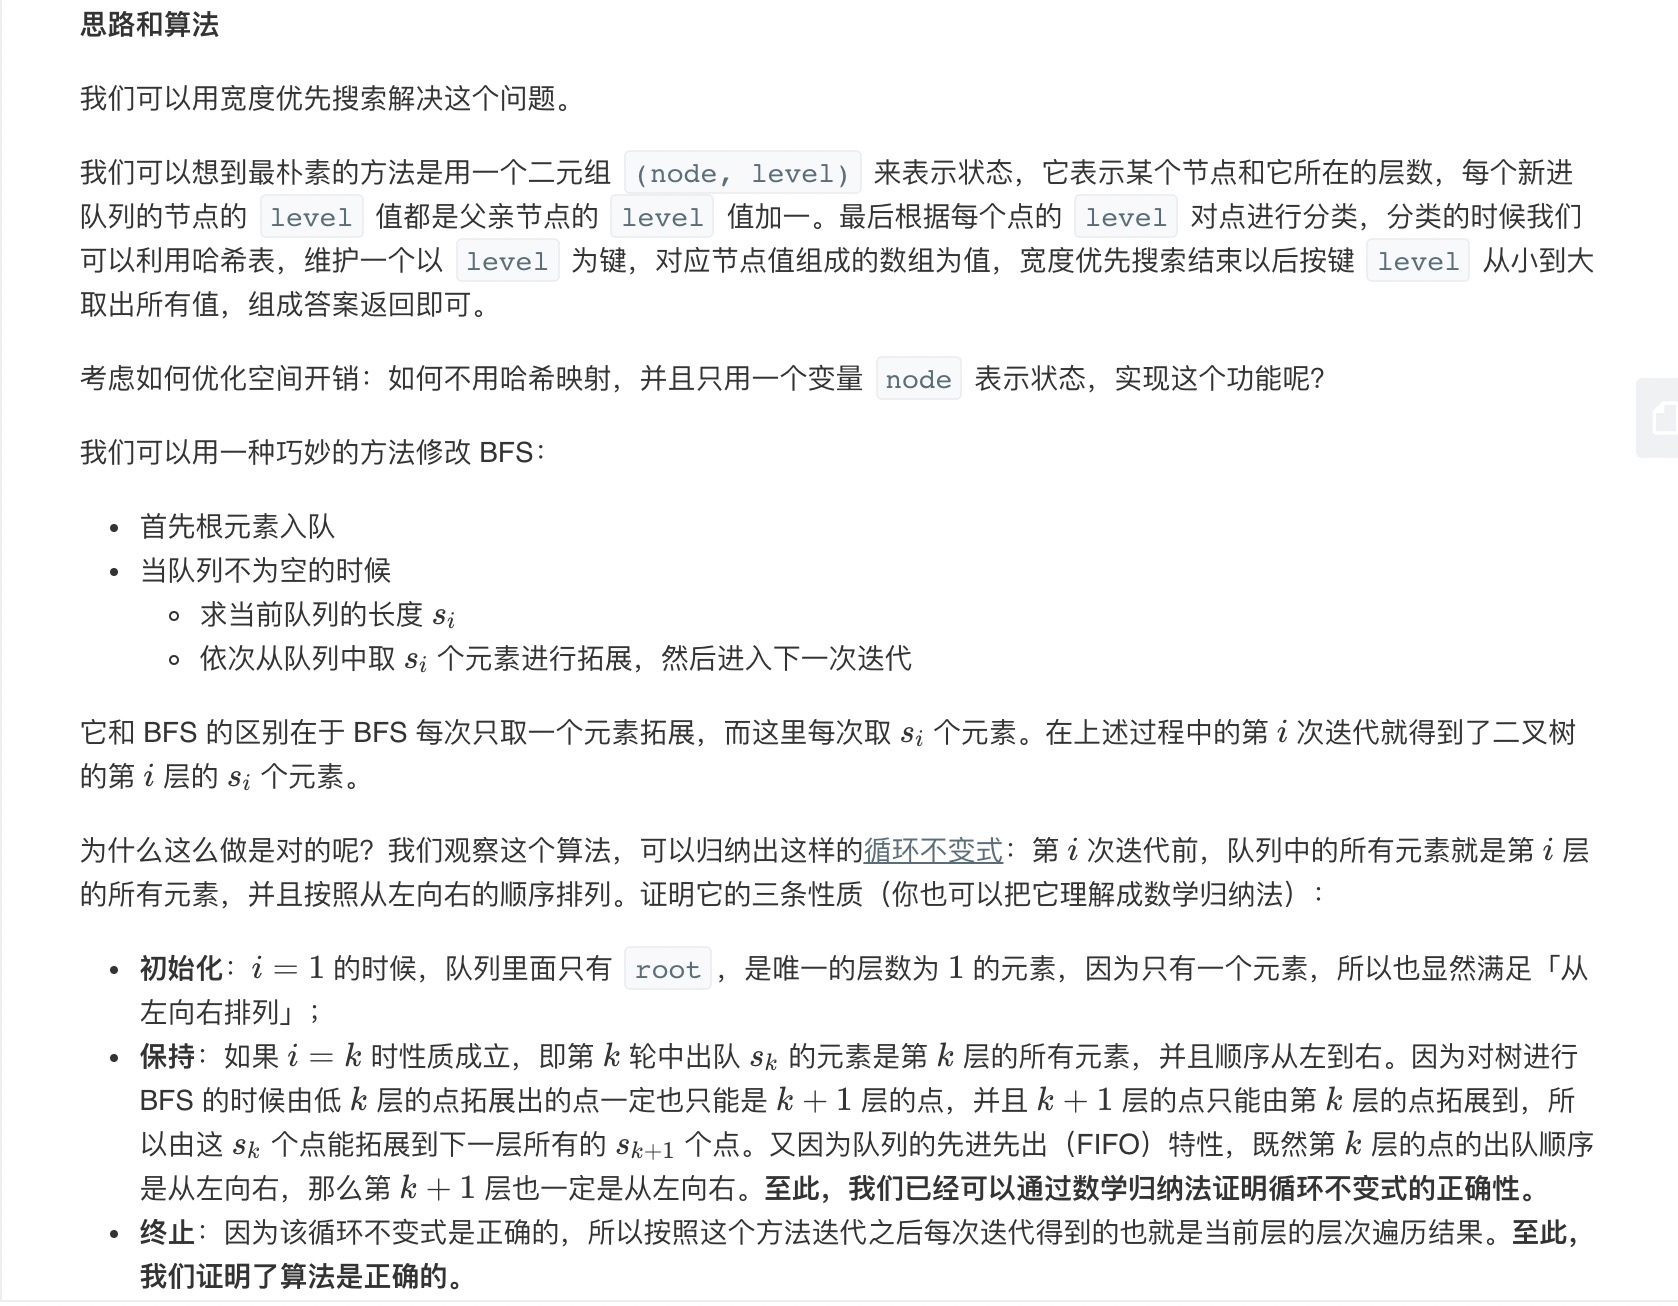 思路和算法
我们可以用宽度优先搜索解决这个问题。
我们可以想到最朴素的方法是用一个二元组 (node, level) 来表示状态，它表示某个节点和它所在的层数，每个新进
队列的节点的 level 值都是父亲节点的 level 值加一。最后根据每个点的 level 对点进行分类，分类的时候我们
可以利用哈希表，维护一个以 level 为键，对应节点值组成的数组为值，宽度优先搜索结束以后按键 level 从小到大
取出所有值，组成答案返回即可。
考虑如何优化空间开销：如何不用哈希映射，并且只用一个变量 node 表示状态，实现这个功能呢？
我们可以用一种巧妙的方法修改 BFS：
• 首先根元素入队
• 当队列不为空的时候
◦ 求当前队列的长度 $s_i$
◦ 依次从队列中取 $s_i$ 个元素进行拓展，然后进入下一次迭代
它和 BFS 的区别在于 BFS 每次只取一个元素拓展，而这里每次取 $s_i$ 个元素。在上述过程中的第 $i$ 次迭代就得到了二叉树
的第 $i$ 层的 $s_i$ 个元素。
为什么这么做是对的呢？我们观察这个算法，可以归纳出这样的循环不变式：第 $i$ 次迭代前，队列中的所有元素就是第 $i$ 层
的所有元素，并且按照从左向右的顺序排列。证明它的三条性质（你也可以把它理解成数学归纳法）：
• 初始化：$i = 1$ 的时候，队列里面只有 root ，是唯一的层数为 $1$ 的元素，因为只有一个元素，所以也显然满足「从
左向右排列」；
• 保持：如果 $i = k$ 时性质成立，即第 $k$ 轮中出队 $s_k$ 的元素是第 $k$ 层的所有元素，并且顺序从左到右。因为对树进行
BFS 的时候由低 $k$ 层的点拓展出的点一定也只能是 $k + 1$ 层的点，并且 $k + 1$ 层的点只能由第 $k$ 层的点拓展到，所
以由这 $s_k$ 个点能拓展到下一层所有的 $s_{k+1}$ 个点。又因为队列的先进先出（FIFO）特性，既然第 $k$ 层的点的出队顺序
是从左向右，那么第 $k + 1$ 层也一定是从左向右。至此，我们已经可以通过数学归纳法证明循环不变式的正确性。
• 终止：因为该循环不变式是正确的，所以按照这个方法迭代之后每次迭代得到的也就是当前层的层次遍历结果。至此，
我们证明了算法是正确的。